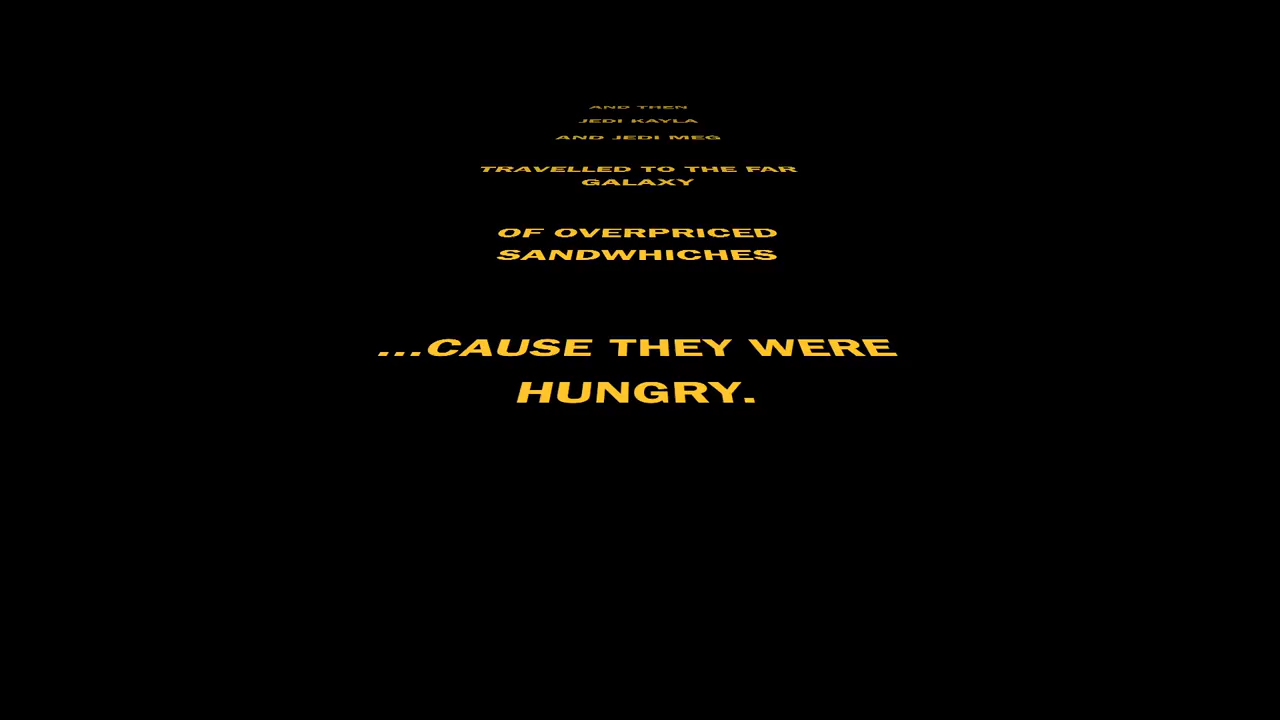 AND THEN
JEDI KAYLA
AND JEDI MEG
TRAVELLED TO THE FAR
GALAXY
OF OVERPRICED
SANDWHICHES
...CAUSE THEY WERE
HUNGRY.